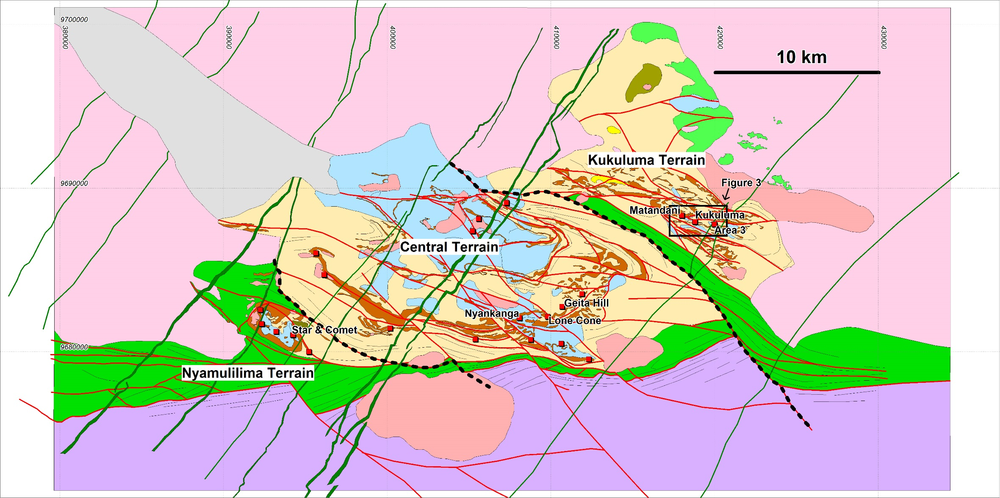 9700000
380000
390000
400000
410000
420000
430000
10 km
Kukuluma Terrain
9690000
Figure 3
Matandani
Kukuluma
Area 3
Central Terrain
Geita Hill
Nyankanga
Lone Cone
Star & Comet
9680000
Nyamulilima Terrain